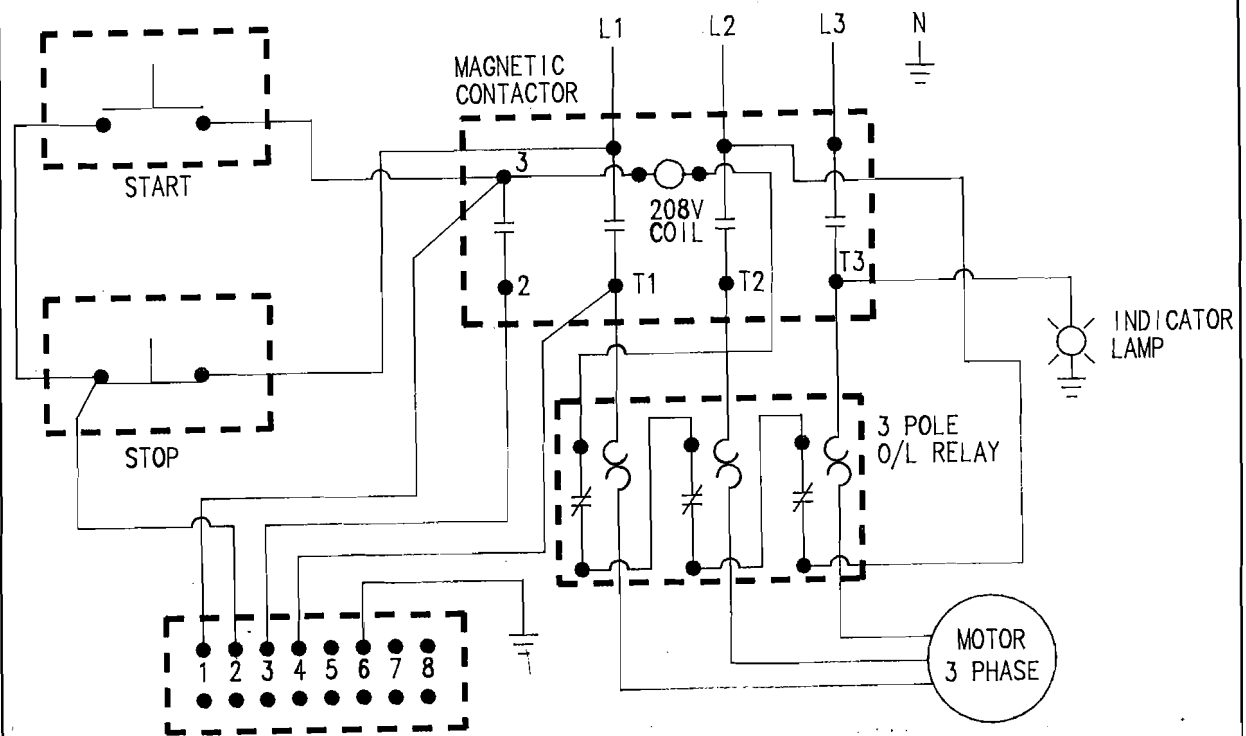 L1
L2
L3
N
MAGNETIC
CONTACTOR
START
3
208V
COIL
2
T1
T2
T3
INDICATOR
LAMP
STOP
3 POLE
O/L RELAY
1 2 3 4 5 6 7 8
MOTOR
3 PHASE